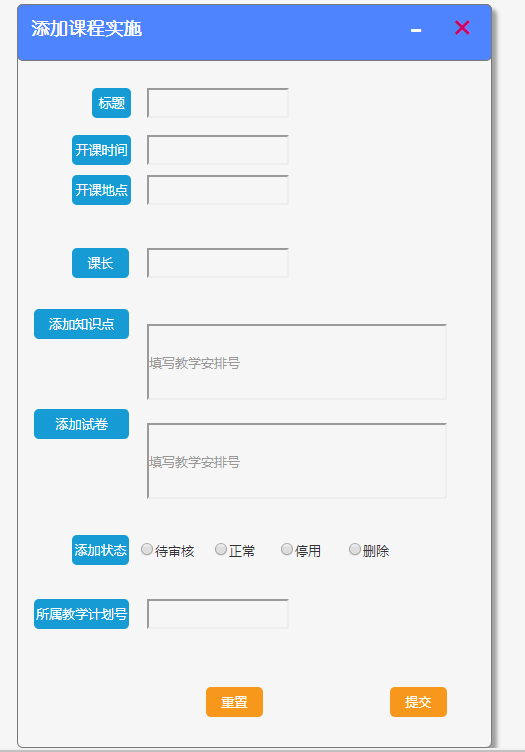 添加课程实施
标题
开课时间
开课地点
课长
添加知识点
填写教学安排号
添加试卷
填写教学安排号
添加状态 待审核 正常 停用 删除
所属教学计划号
重置 提交